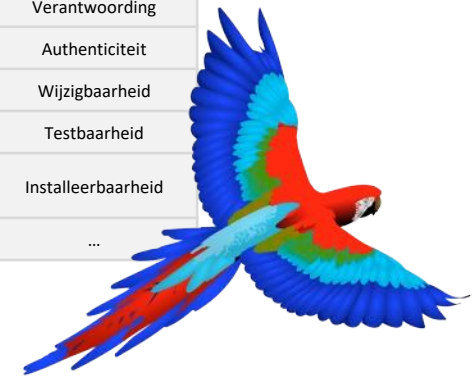 Verantwoording
Authenticiteit
Wijzigbaarheid
Testbaarheid
Installeerbaarheid
...